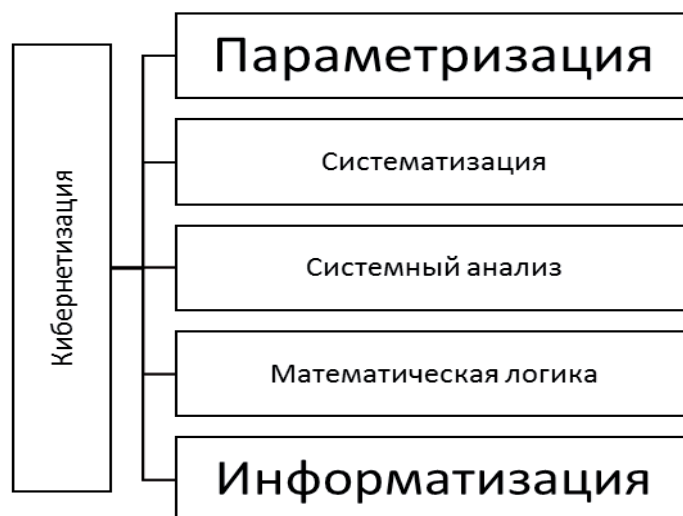 Кибернетизация
Параметризация
Систематизация
Системный анализ
Математическая логика
Информатизация